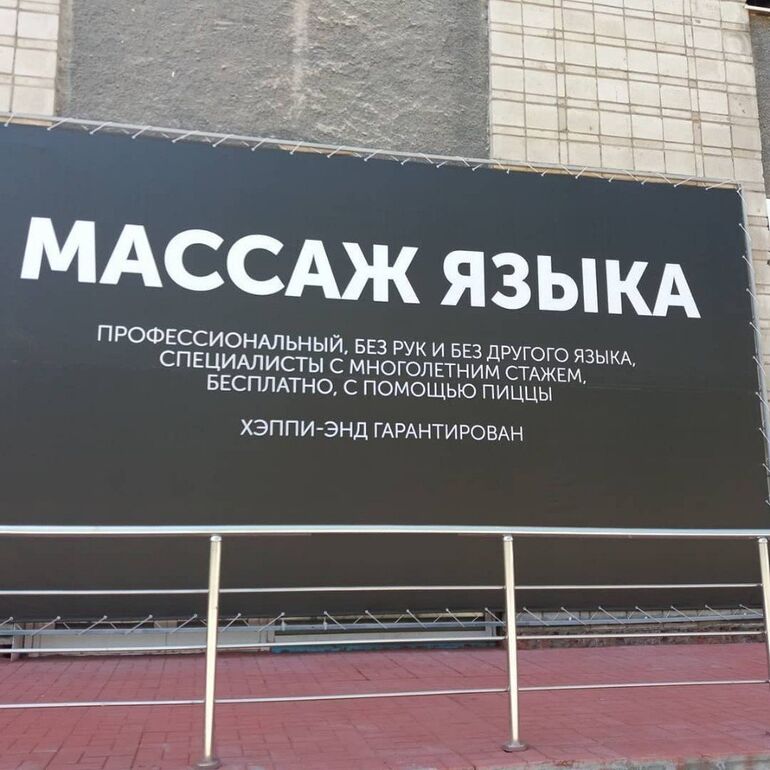 МАССАЖ ЯЗЫКА
ПРОФЕССИОНАЛЬНЫЙ, БЕЗ РУК И БЕЗ ДРУГОГО ЯЗЫКА,
СПЕЦИАЛИСТЫ С МНОГОЛЕТНИМ СТАЖЕМ,
БЕСПЛАТНО, С ПОМОЩЬЮ ПИЦЦЫ
ХЭППИ-ЭНД ГАРАНТИРОВАН